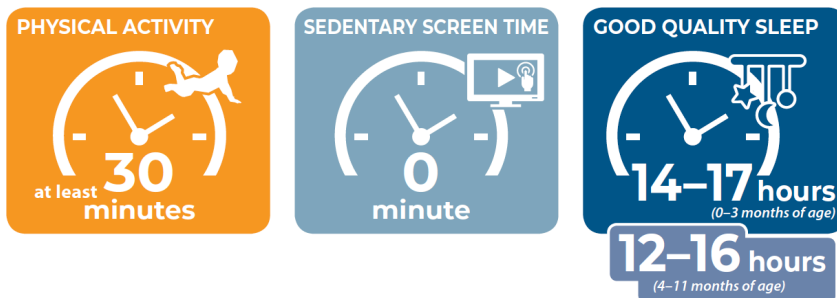 PHYSICAL ACTIVITY
at least 30
minutes
SEDENTARY SCREEN TIME
0
minute
GOOD QUALITY SLEEP
14–17 hours
(0–3 months of age)
12–16 hours
(4–11 months of age)